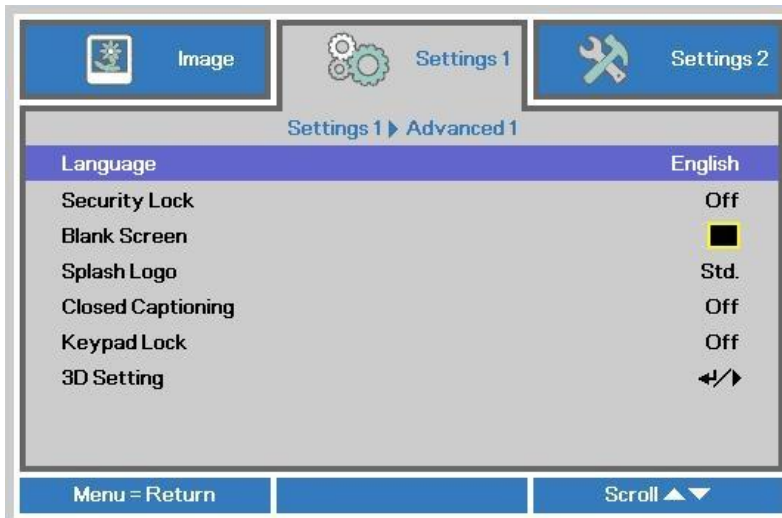 Image
Settings 1
Settings 2
Settings 1 ▶ Advanced 1
Language English
Security Lock Off
Blank Screen
Splash Logo Std.
Closed Captioning Off
Keypad Lock Off
3D Setting ↵/▶
Menu = Return
Scroll ▲▼